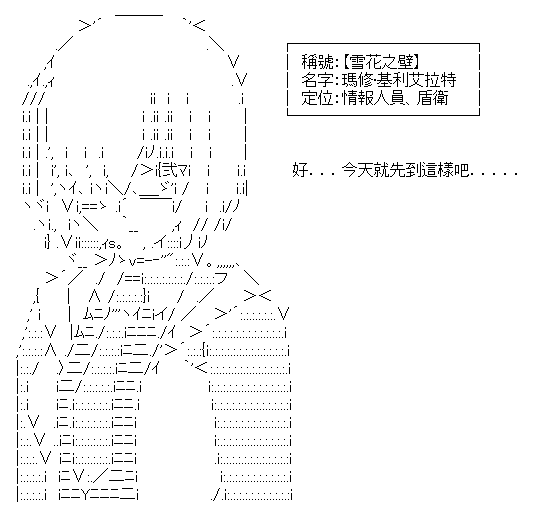 稱號：【雪花之壁】
名字：瑪修‧基利艾拉特
定位：情報人員、盾衛
好．．．今天就先到這樣吧．．．．．